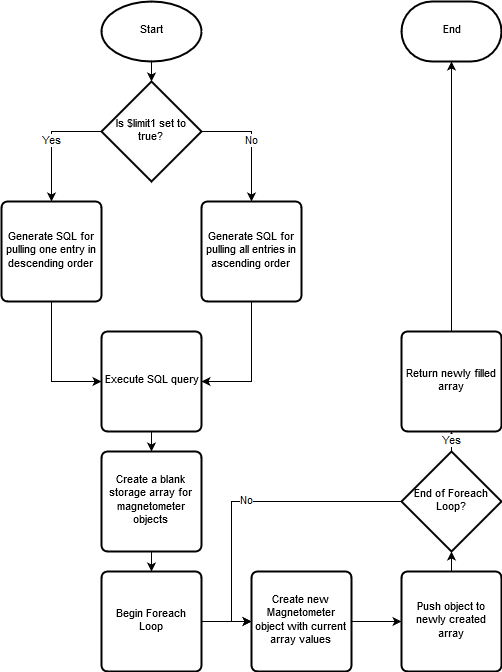 Start
End
Is $limit1 set to
true?
Yes
No
Generate SQL for
pulling one entry in
descending order
Generate SQL for
pulling all entries in
ascending order
Execute SQL query
Return newly filled
array
Yes
Create a blank
storage array for
magnetometer
objects
No
End of Foreach
Loop?
Begin Foreach
Loop
Create new
Magnetometer
object with current
array values
Push object to
newly created
array